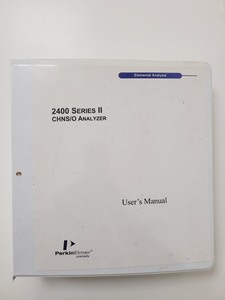 Elemental Analysis
2400 SERIES II
CHNS/O ANALYZER
User's Manual
PerkinElmer